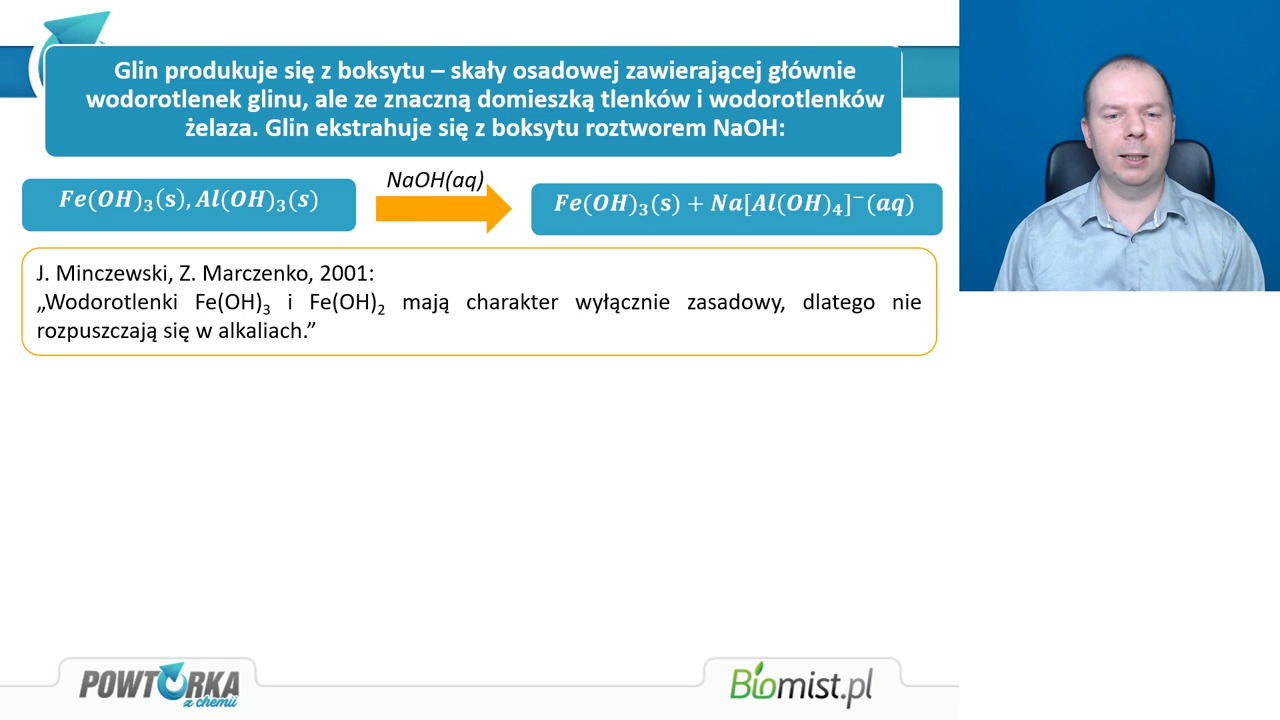 Glin produkuje się z boksytu – skały osadowej zawierającej głównie
wodorotlenek glinu, ale ze znaczną domieszką tlenków i wodorotlenków
żelaza. Glin ekstrahuje się z boksytu roztworem NaOH:
NaOH(aq)
Fe(OH)₃(s), Al(OH)₃(s)
Fe(OH)₃(s) + Na[Al(OH)₄]⁻(aq)
J. Minczewski, Z. Marczenko, 2001:
„Wodorotlenki Fe(OH)₃ i Fe(OH)₂ mają charakter wyłącznie zasadowy, dlatego nie
rozpuszczają się w alkaliach.”
POWTÓRKA
z chemii
Biomist.pl